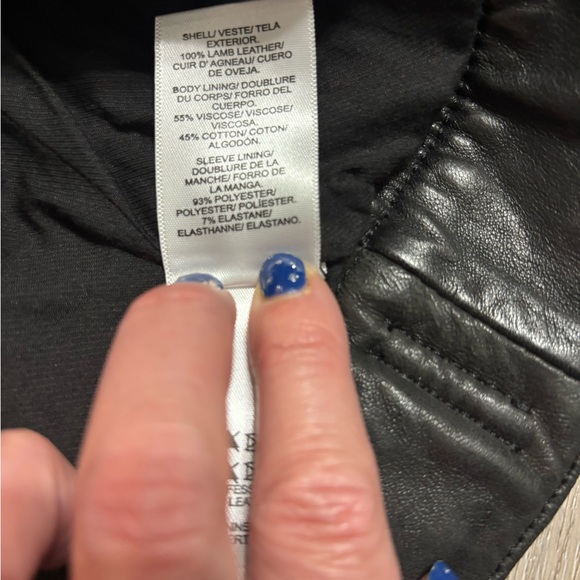 SHELL/ VESTE/ TELA
EXTERIOR.
100% LAMB LEATHER/
CUIR D'AGNEAU/ CUERO
DE OVEJA.
BODY LINING/ DOUBLURE
DU CORPS/ FORRO DEL
CUERPO.
55% VISCOSE/ VISCOSE/
VISCOSA.
45% COTTON/ COTON/
ALGODÓN.
SLEEVE LINING/
DOUBLURE DE LA
MANCHE/ FORRO DE
LA MANGA.
93% POLYESTER/
POLYESTER/ POLÍESTER.
7% ELASTANE/
ELASTHANNE/ ELASTANO.